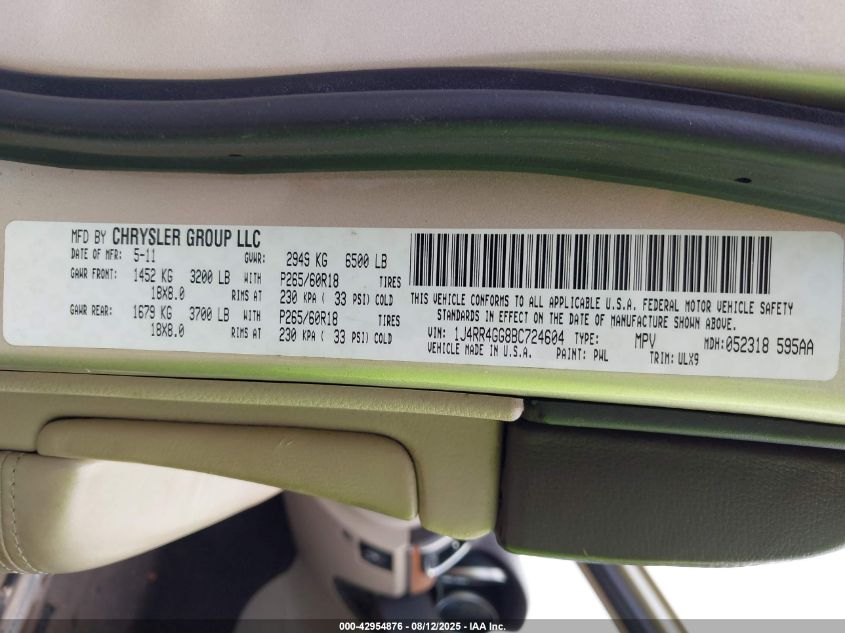 MFD BY CHRYSLER GROUP LLC
DATE OF MFR: 5-11 GVWR: 2949 KG 6500 LB
GAWR FRONT: 1452 KG 3200 LB WITH P265/60R18 TIRES
18X8.0 RIMS AT 230 KPA ( 33 PSI) COLD
GAWR REAR: 1679 KG 3700 LB WITH P265/60R18 TIRES
18X8.0 RIMS AT 230 KPA ( 33 PSI) COLD
THIS VEHICLE CONFORMS TO ALL APPLICABLE U.S.A. FEDERAL MOTOR VEHICLE SAFETY
STANDARDS IN EFFECT ON THE DATE OF MANUFACTURE SHOWN ABOVE.
VIN: 1J4RR4GG8BC724604 TYPE: MPV MDH:052318 595AA
VEHICLE MADE IN U.S.A. PAINT: PWL TRIM: ULX9
000-42954876 - 08/12/2025 - IAA Inc.